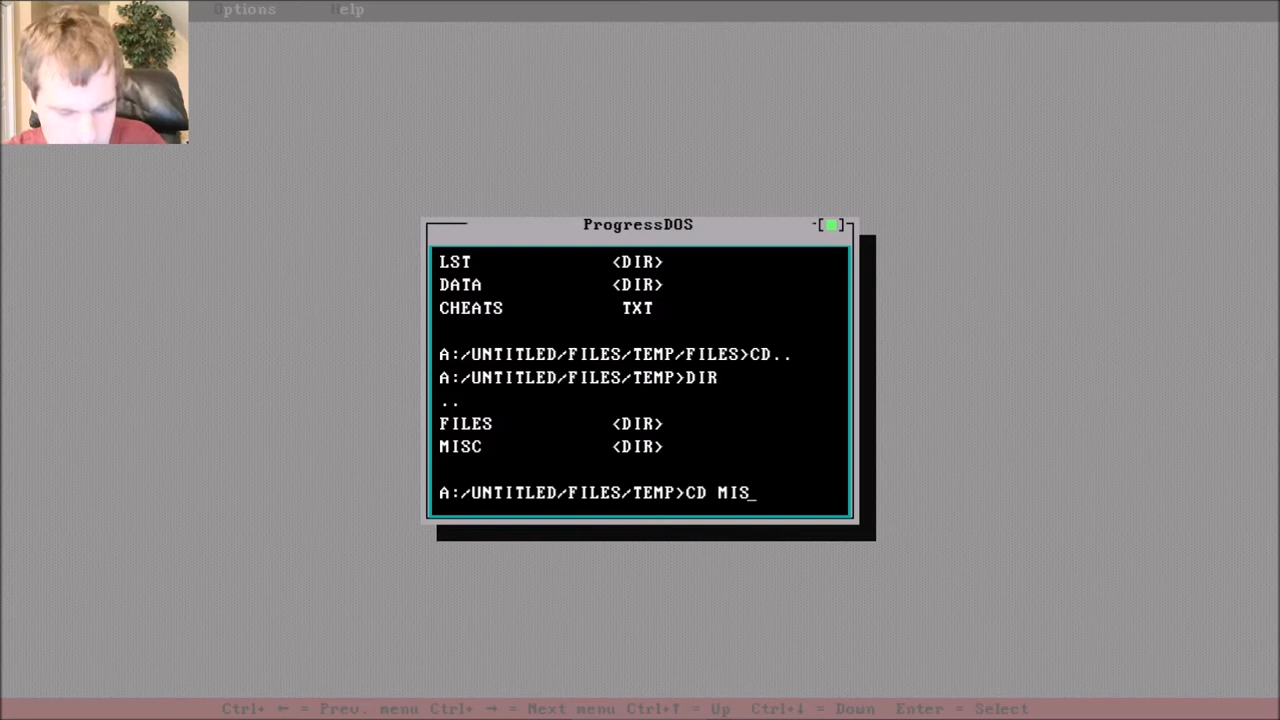 Options Help
ProgressDOS
-[■]
LST <DIR>
DATA <DIR>
CHEATS TXT
A:/UNTITLED/FILES/TEMP/FILES>CD..
A:/UNTITLED/FILES/TEMP>DIR
..
FILES <DIR>
MISC <DIR>
A:/UNTITLED/FILES/TEMP>CD MIS_
Ctrl+ ← = Prev. menu Ctrl+ → = Next menu Ctrl+↑ = Up Ctrl+↓ = Down Enter = Select